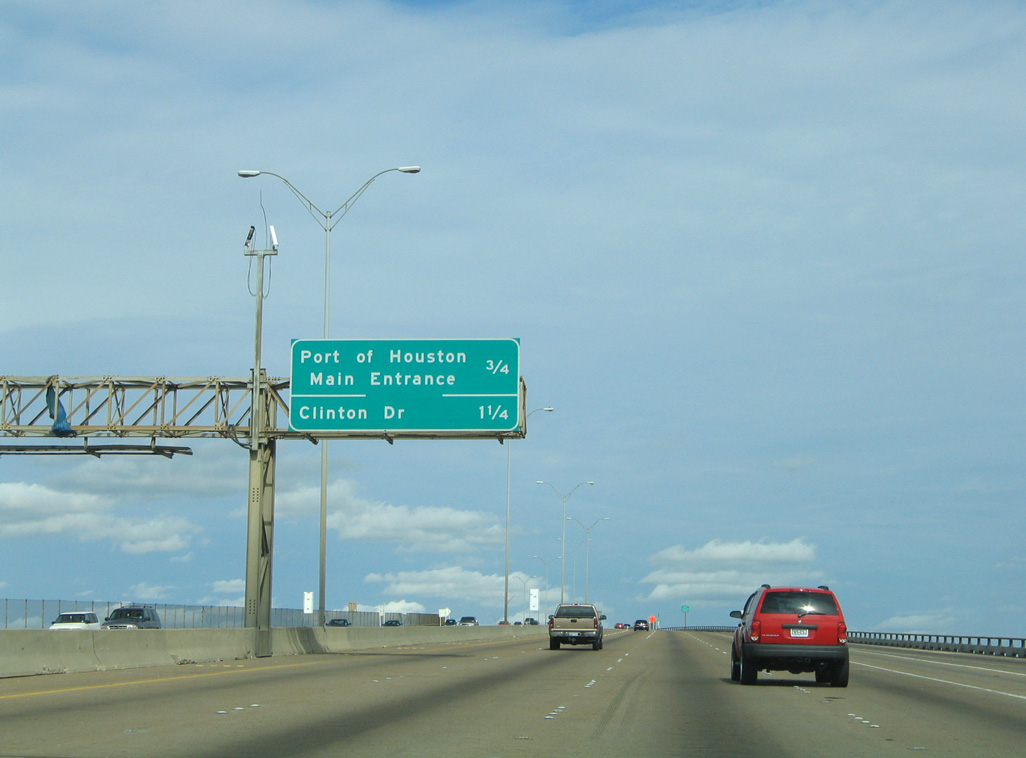 Port of Houston 3/4
Main Entrance
Clinton Dr 1 1/4